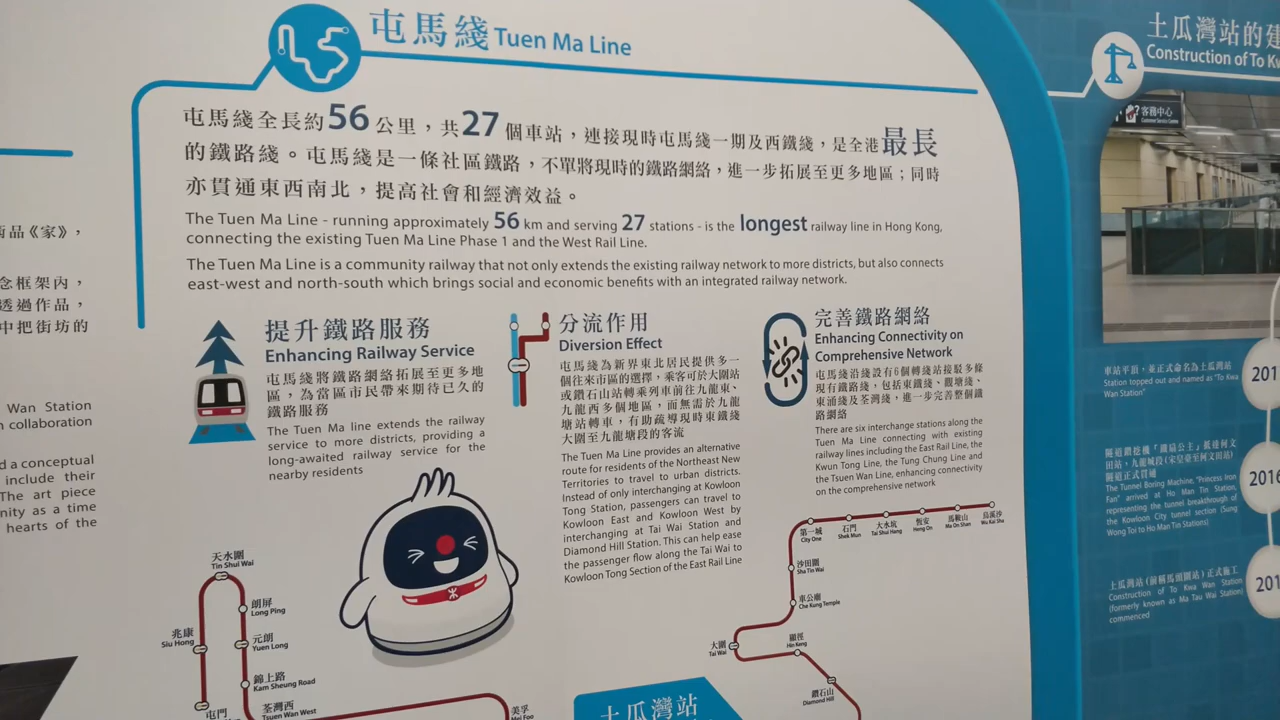 屯馬綫 Tuen Ma Line
屯馬綫全長約56公里，共27個車站，連接現時屯馬綫一期及西鐵綫，是全港最長
的鐵路綫。屯馬綫是一條社區鐵路，不單將現時的鐵路網絡，進一步拓展至更多地區；同時
亦貫通東西南北，提高社會和經濟效益。
The Tuen Ma Line - running approximately 56 km and serving 27 stations - is the longest railway line in Hong Kong,
connecting the existing Tuen Ma Line Phase 1 and the West Rail Line.
The Tuen Ma Line is a community railway that not only extends the existing railway network to more districts, but also connects
east-west and north-south which brings social and economic benefits with an integrated railway network.
提升鐵路服務
Enhancing Railway Service
屯馬綫將鐵路網絡拓展至更多地
區，為當區市民帶來期待已久的
鐵路服務
The Tuen Ma line extends the railway
service to more districts, providing a
long-awaited railway service for the
nearby residents
分流作用
Diversion Effect
屯馬綫為新界東北居民提供多一
個往來市區的選擇，乘客可於大圍站
或鑽石山站轉乘列車前往九龍東、
九龍西多個地區，而無需於九龍
塘站轉車，有助疏導現時東鐵綫
大圍至九龍塘段的客流
The Tuen Ma Line provides an alternative
route for residents of the Northeast New
Territories to travel to urban districts.
Instead of only interchanging at Kowloon
Tong Station, passengers can travel to
Kowloon East and Kowloon West by
interchanging at Tai Wai Station and
Diamond Hill Station. This can help ease
the passenger flow along the Tai Wai to
Kowloon Tong Section of the East Rail Line
完善鐵路網絡
Enhancing Connectivity on
Comprehensive Network
屯馬綫沿綫設有6個轉綫站接駁多條
現有鐵路綫，包括東鐵綫、觀塘綫、
東涌綫及荃灣綫，進一步完善整個鐵
路網絡
There are six interchange stations along the
Tuen Ma Line connecting with existing
railway lines including the East Rail Line, the
Kwun Tong Line, the Tung Chung Line and
the Tsuen Wan Line, enhancing connectivity
on the comprehensive network
天水圍
Tin Shui Wai
朗屏
Long Ping
兆康
Siu Hong
元朗
Yuen Long
錦上路
Kam Sheung Road
屯門
荃灣西
Tsuen Wan West
美孚
Mei Foo
第一城
City One
石門
Shek Mun
大水坑
Tai Shui Hang
恆安
Heng On
馬鞍山
Ma On Shan
烏溪沙
Wu Kai Sha
沙田圍
Sha Tin Wai
車公廟
Che Kung Temple
大圍
Tai Wai
顯徑
Hin Keng
鑽石山
Diamond Hill
土瓜灣站
土瓜灣站的建
Construction of To Kw
客務中心
Customer Service Centre
車站平頂，並正式命名為土瓜灣站
Station topped out and named as "To Kwa
Wan Station"
201
隧道鑽挖機「鐵扇公主」抵達何文
田站，九龍城段(宋皇臺至何文田站)
隧道正式貫通
The Tunnel Boring Machine, "Princess Iron
Fan" arrived at Ho Man Tin Station,
representing the tunnel breakthrough of
the Kowloon City tunnel section (Sung
Wong Toi to Ho Man Tin Stations)
2016
土瓜灣站(前稱馬頭圍站)正式施工
Construction of To Kwa Wan Station
(formerly known as Ma Tau Wai Station)
commenced
201
品《家》，
念框架內，
透過作品，
中把街坊的
Wan Station
collaboration
d a conceptual
include their
The art piece
nity as a time
hearts of the